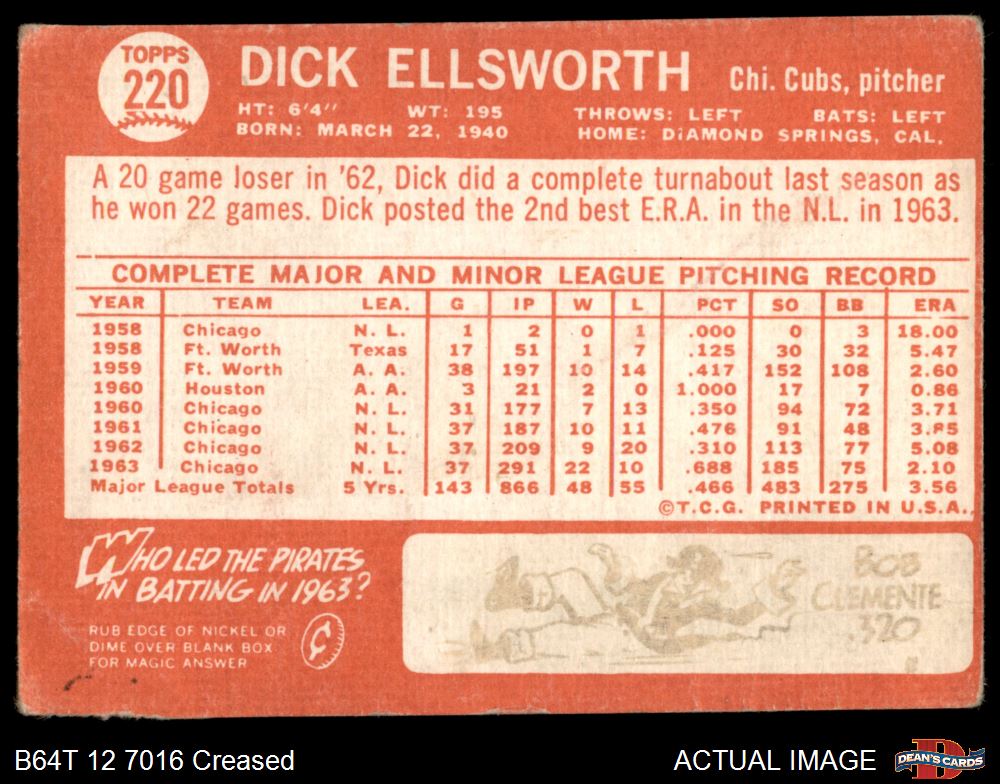 TOPPS
220
DICK ELLSWORTH Chi. Cubs, pitcher
HT: 6'4" WT: 195 THROWS: LEFT BATS: LEFT
BORN: MARCH 22, 1940 HOME: DIAMOND SPRINGS, CAL.
A 20 game loser in '62, Dick did a complete turnabout last season as
he won 22 games. Dick posted the 2nd best E.R.A. in the N.L. in 1963.
COMPLETE MAJOR AND MINOR LEAGUE PITCHING RECORD
YEAR TEAM LEA. G IP W L PCT SO BB ERA
1958 Chicago N. L. 1 2 0 1 .000 0 3 18.00
1958 Ft. Worth Texas 17 51 1 7 .125 30 32 5.47
1959 Ft. Worth A. A. 38 197 10 14 .417 152 108 2.60
1960 Houston A. A. 3 21 2 0 1.000 17 7 0.86
1960 Chicago N. L. 31 177 7 13 .350 94 72 3.71
1961 Chicago N. L. 37 187 10 11 .476 91 48 3.85
1962 Chicago N. L. 37 209 9 20 .310 113 77 5.08
1963 Chicago N. L. 37 291 22 10 .688 185 75 2.10
Major League Totals 5 Yrs. 143 866 48 55 .466 483 275 3.56
©T.C.G. PRINTED IN U.S.A.
WHO LED THE PIRATES
IN BATTING IN 1963?
RUB EDGE OF NICKEL OR
DIME OVER BLANK BOX
FOR MAGIC ANSWER
¢
BOB
CLEMENTE
320
B64T 12 7016 Creased
ACTUAL IMAGE
D
DEAN'S CARDS